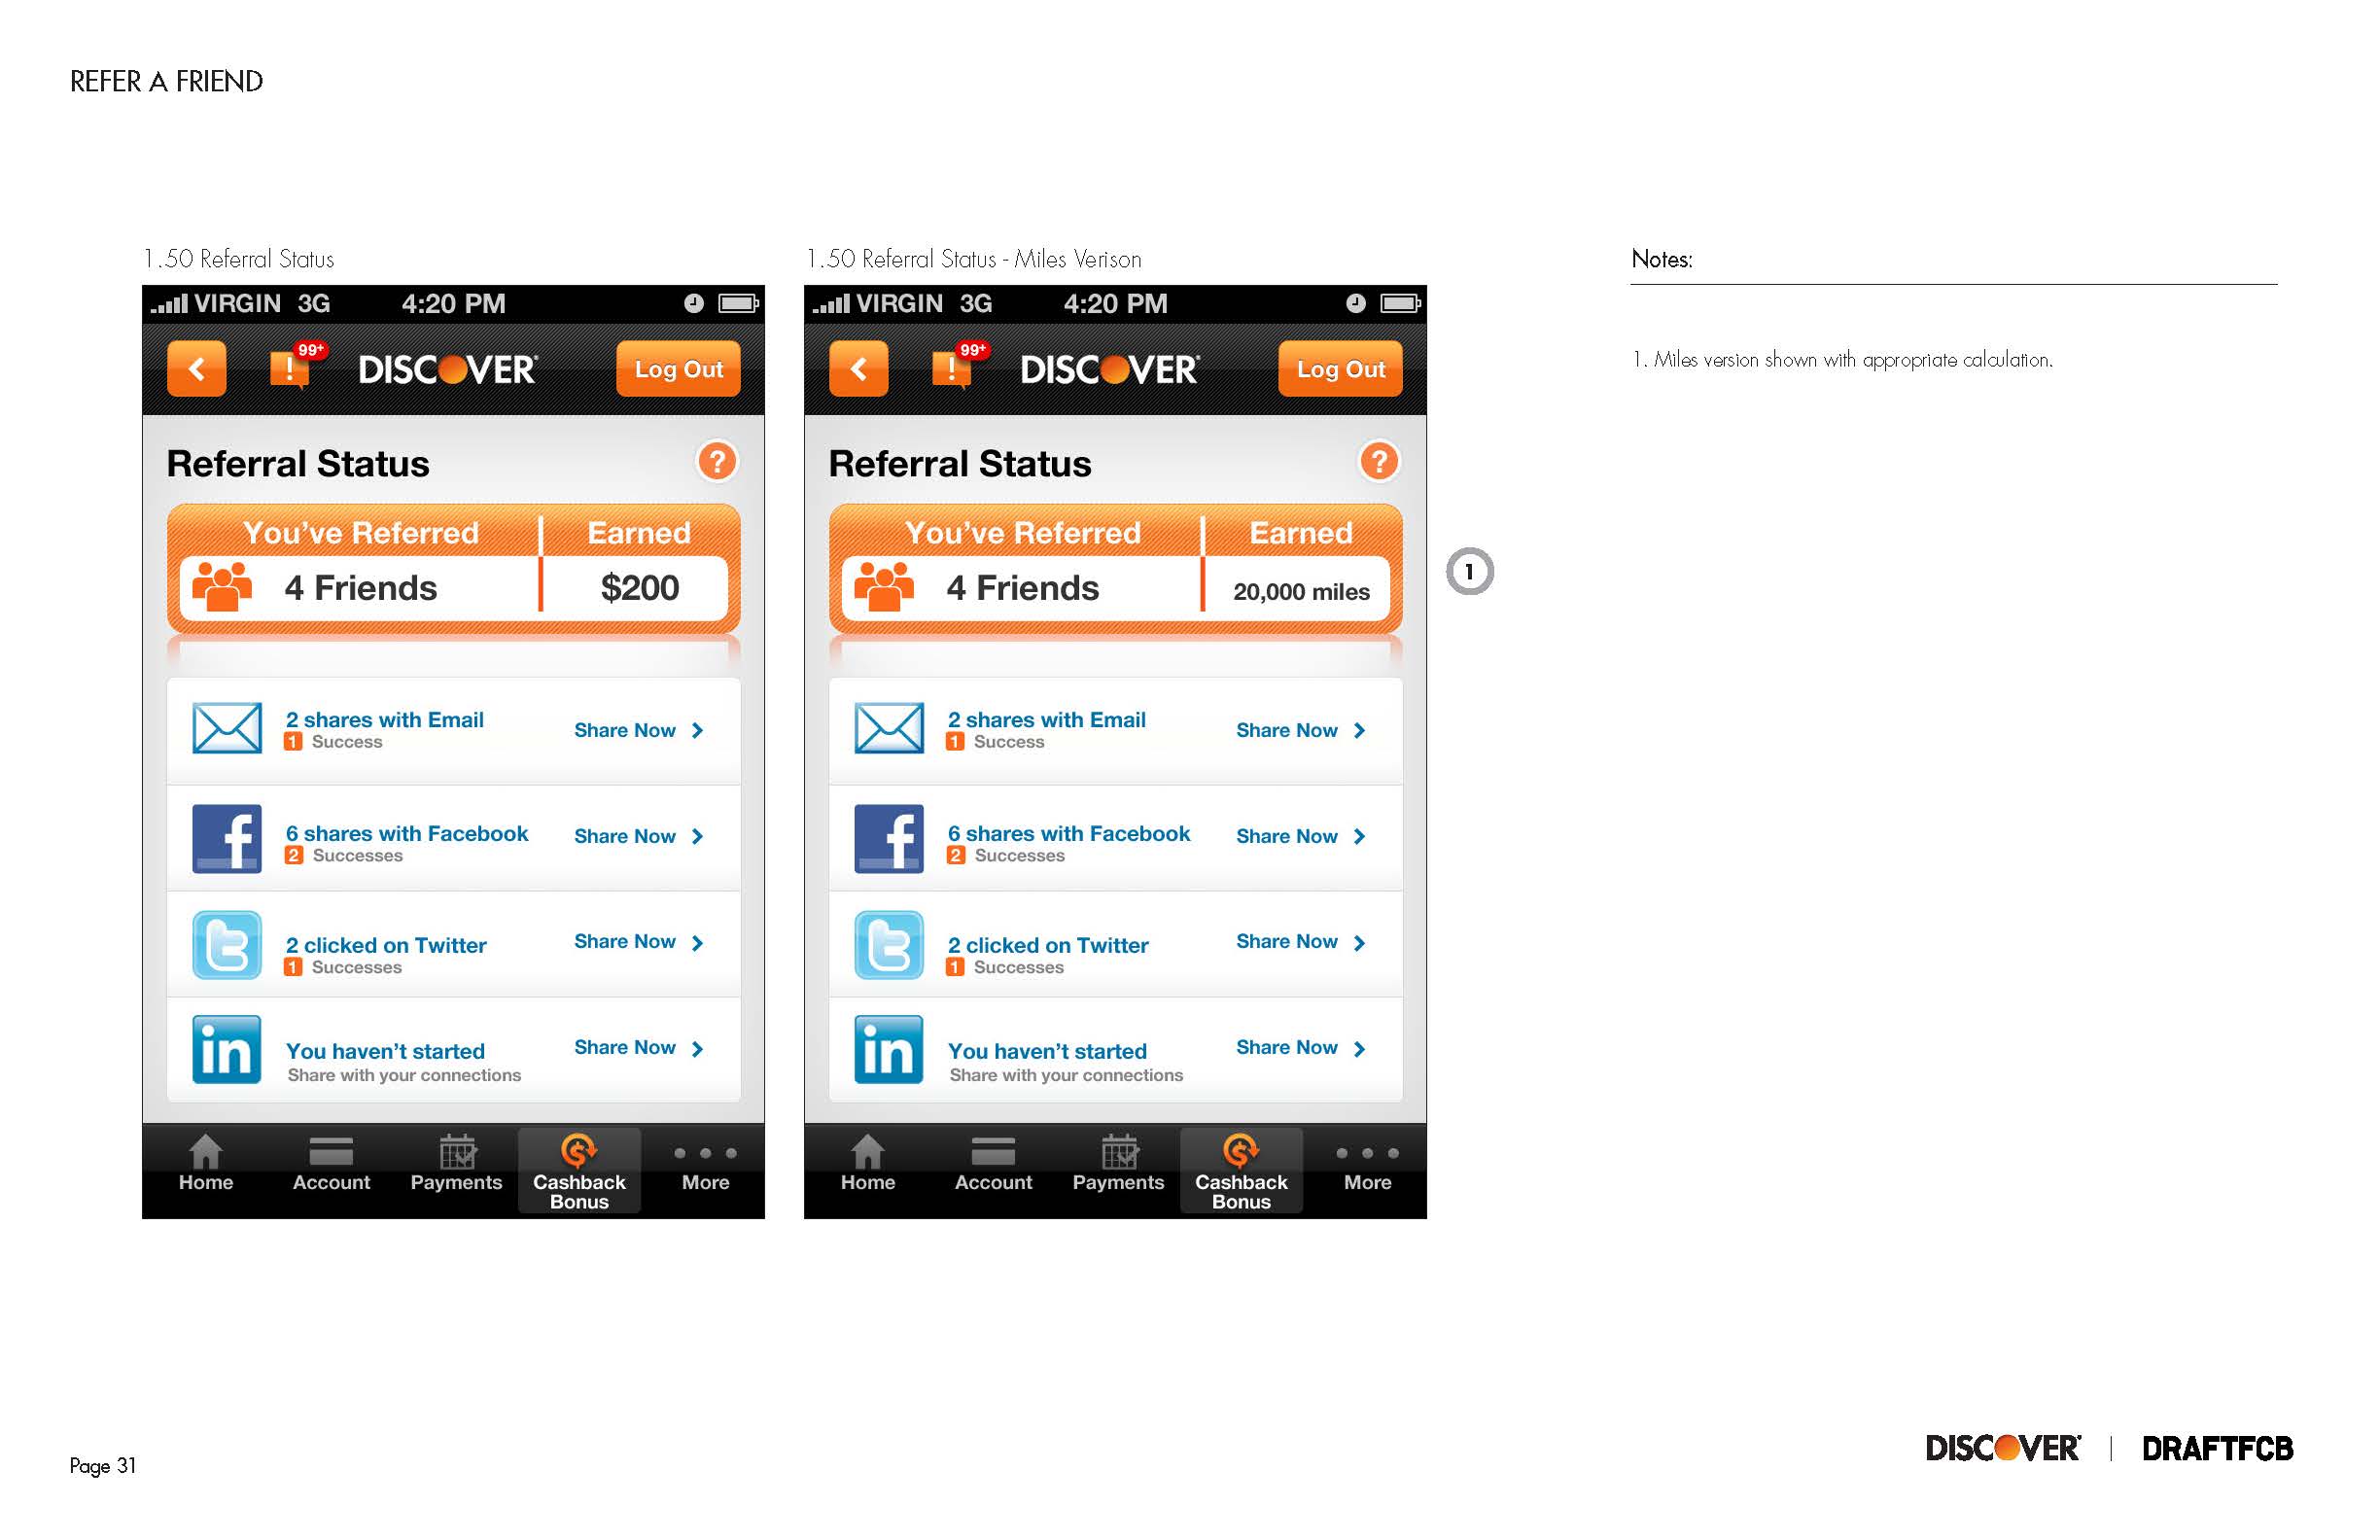 REFER A FRIEND
1.50 Referral Status
VIRGIN 3G 4:20 PM
99+
DISCOVER
Log Out
Referral Status
?
You've Referred Earned
4 Friends $200
2 shares with Email
1 Success
Share Now
6 shares with Facebook
2 Successes
Share Now
2 clicked on Twitter
1 Successes
Share Now
You haven't started
Share with your connections
Share Now
Home Account Payments Cashback Bonus More
1.50 Referral Status - Miles Verison
VIRGIN 3G 4:20 PM
99+
DISCOVER
Log Out
Referral Status
?
You've Referred Earned
4 Friends 20,000 miles
1
2 shares with Email
1 Success
Share Now
6 shares with Facebook
2 Successes
Share Now
2 clicked on Twitter
1 Successes
Share Now
You haven't started
Share with your connections
Share Now
Home Account Payments Cashback Bonus More
Notes:
1. Miles version shown with appropriate calculation.
Page 31
DISCOVER | DRAFTFCB